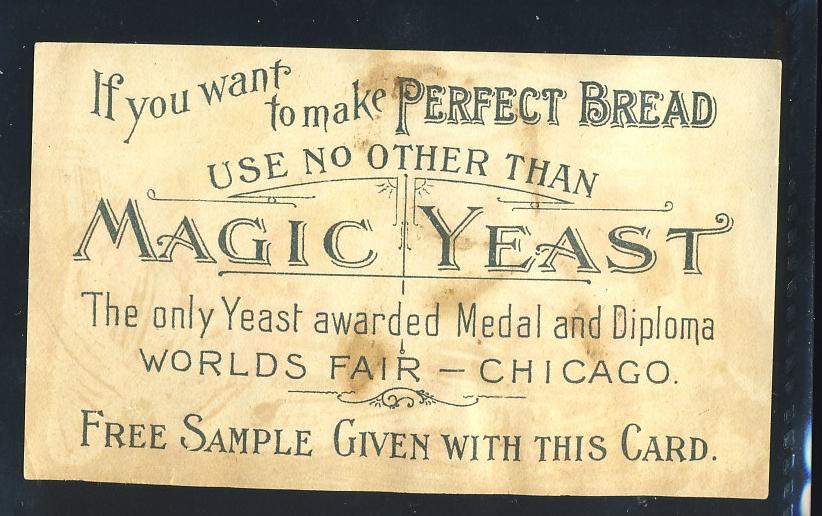 If you want to make PERFECT BREAD
USE NO OTHER THAN
MAGIC YEAST
The only Yeast awarded Medal and Diploma
WORLDS FAIR – CHICAGO.
FREE SAMPLE GIVEN WITH THIS CARD.